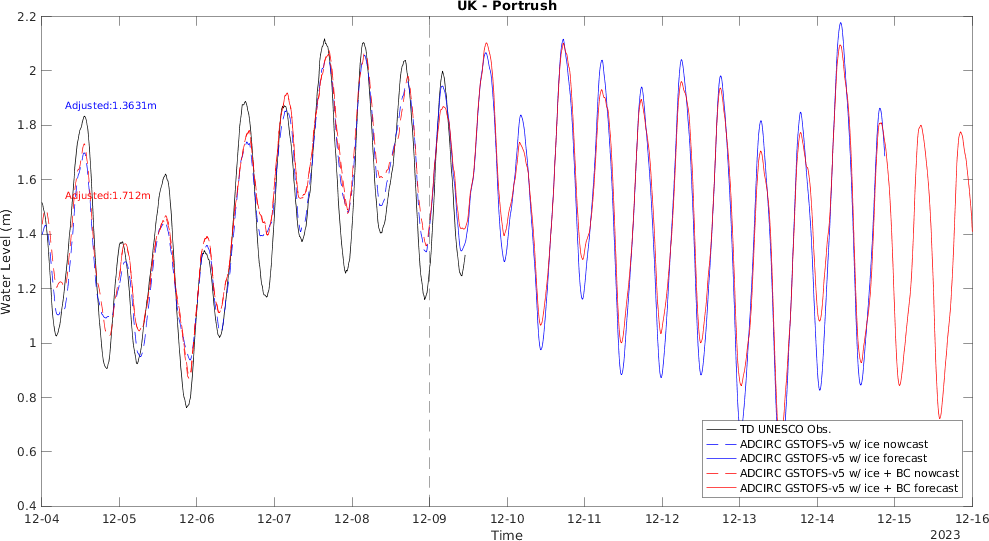 UK - Portrush
2.2
2
1.8
1.6
1.4
1.2
1
0.8
0.6
0.4
Water Level (m)
Adjusted:1.3631m
Adjusted:1.712m
TD UNESCO Obs.
ADCIRC GSTOFS-v5 w/ ice nowcast
ADCIRC GSTOFS-v5 w/ ice forecast
ADCIRC GSTOFS-v5 w/ ice + BC nowcast
ADCIRC GSTOFS-v5 w/ ice + BC forecast
12-04 12-05 12-06 12-07 12-08 12-09 12-10 12-11 12-12 12-13 12-14 12-15 12-16
Time
2023